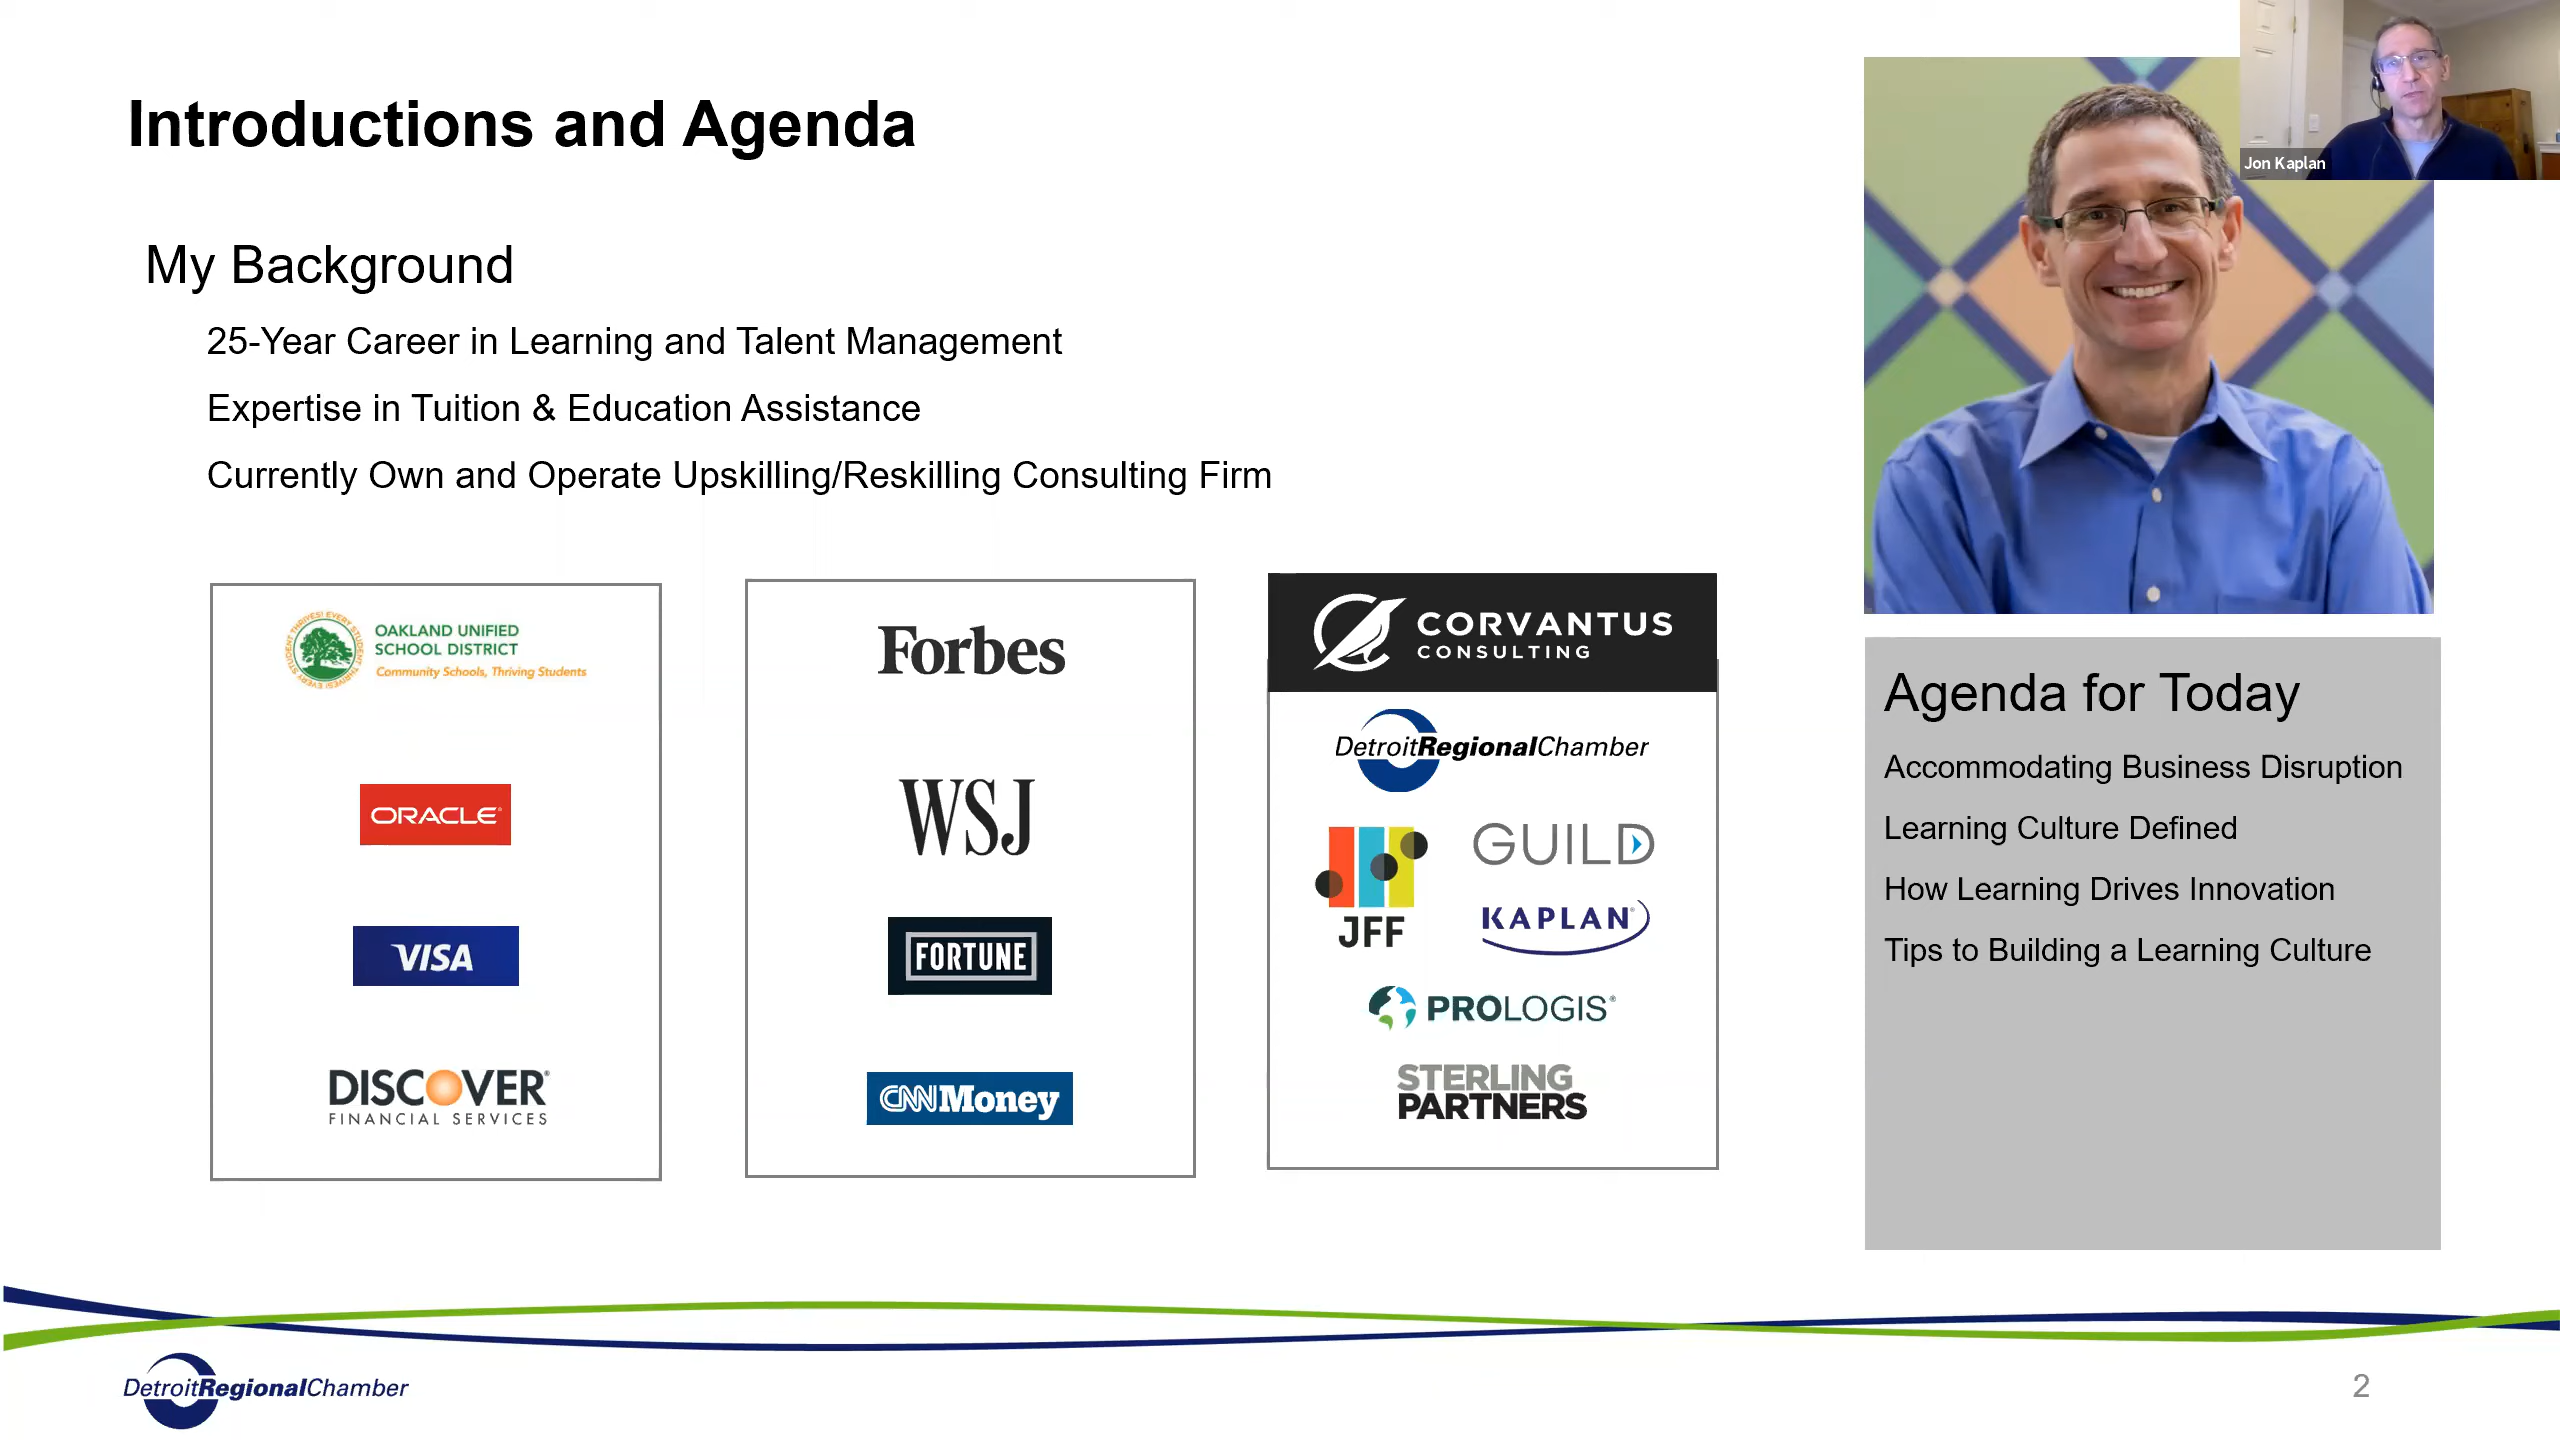 Introductions and Agenda
Jon Kaplan
My Background
25-Year Career in Learning and Talent Management
Expertise in Tuition & Education Assistance
Currently Own and Operate Upskilling/Reskilling Consulting Firm
OAKLAND UNIFIED
SCHOOL DISTRICT
Community Schools, Thriving Students
EVERY STUDENT THRIVES!
ORACLE
VISA
DISCOVER
FINANCIAL SERVICES
Forbes
WSJ
FORTUNE
CNNMoney
CORVANTUS
CONSULTING
DetroitRegionalChamber
JFF
GUILD
KAPLAN
PROLOGIS
STERLING
PARTNERS
Agenda for Today
Accommodating Business Disruption
Learning Culture Defined
How Learning Drives Innovation
Tips to Building a Learning Culture
DetroitRegionalChamber
2